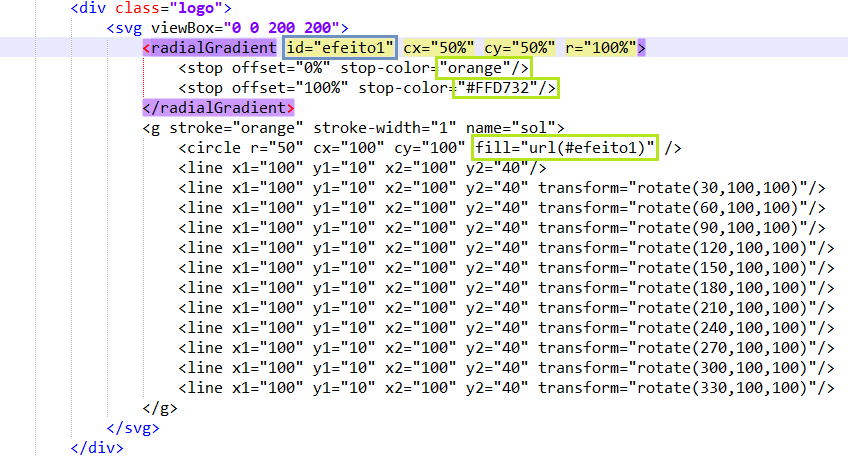 <div class="logo">
<svg viewBox="0 0 200 200">
<radialGradient id="efeito1" cx="50%" cy="50%" r="100%">
<stop offset="0%" stop-color="orange"/>
<stop offset="100%" stop-color="#FFD732"/>
</radialGradient>
<g stroke="orange" stroke-width="1" name="sol">
<circle r="50" cx="100" cy="100" fill="url(#efeito1)" />
<line x1="100" y1="10" x2="100" y2="40"/>
<line x1="100" y1="10" x2="100" y2="40" transform="rotate(30,100,100)"/>
<line x1="100" y1="10" x2="100" y2="40" transform="rotate(60,100,100)"/>
<line x1="100" y1="10" x2="100" y2="40" transform="rotate(90,100,100)"/>
<line x1="100" y1="10" x2="100" y2="40" transform="rotate(120,100,100)"/>
<line x1="100" y1="10" x2="100" y2="40" transform="rotate(150,100,100)"/>
<line x1="100" y1="10" x2="100" y2="40" transform="rotate(180,100,100)"/>
<line x1="100" y1="10" x2="100" y2="40" transform="rotate(210,100,100)"/>
<line x1="100" y1="10" x2="100" y2="40" transform="rotate(240,100,100)"/>
<line x1="100" y1="10" x2="100" y2="40" transform="rotate(270,100,100)"/>
<line x1="100" y1="10" x2="100" y2="40" transform="rotate(300,100,100)"/>
<line x1="100" y1="10" x2="100" y2="40" transform="rotate(330,100,100)"/>
</g>
</svg>
</div>